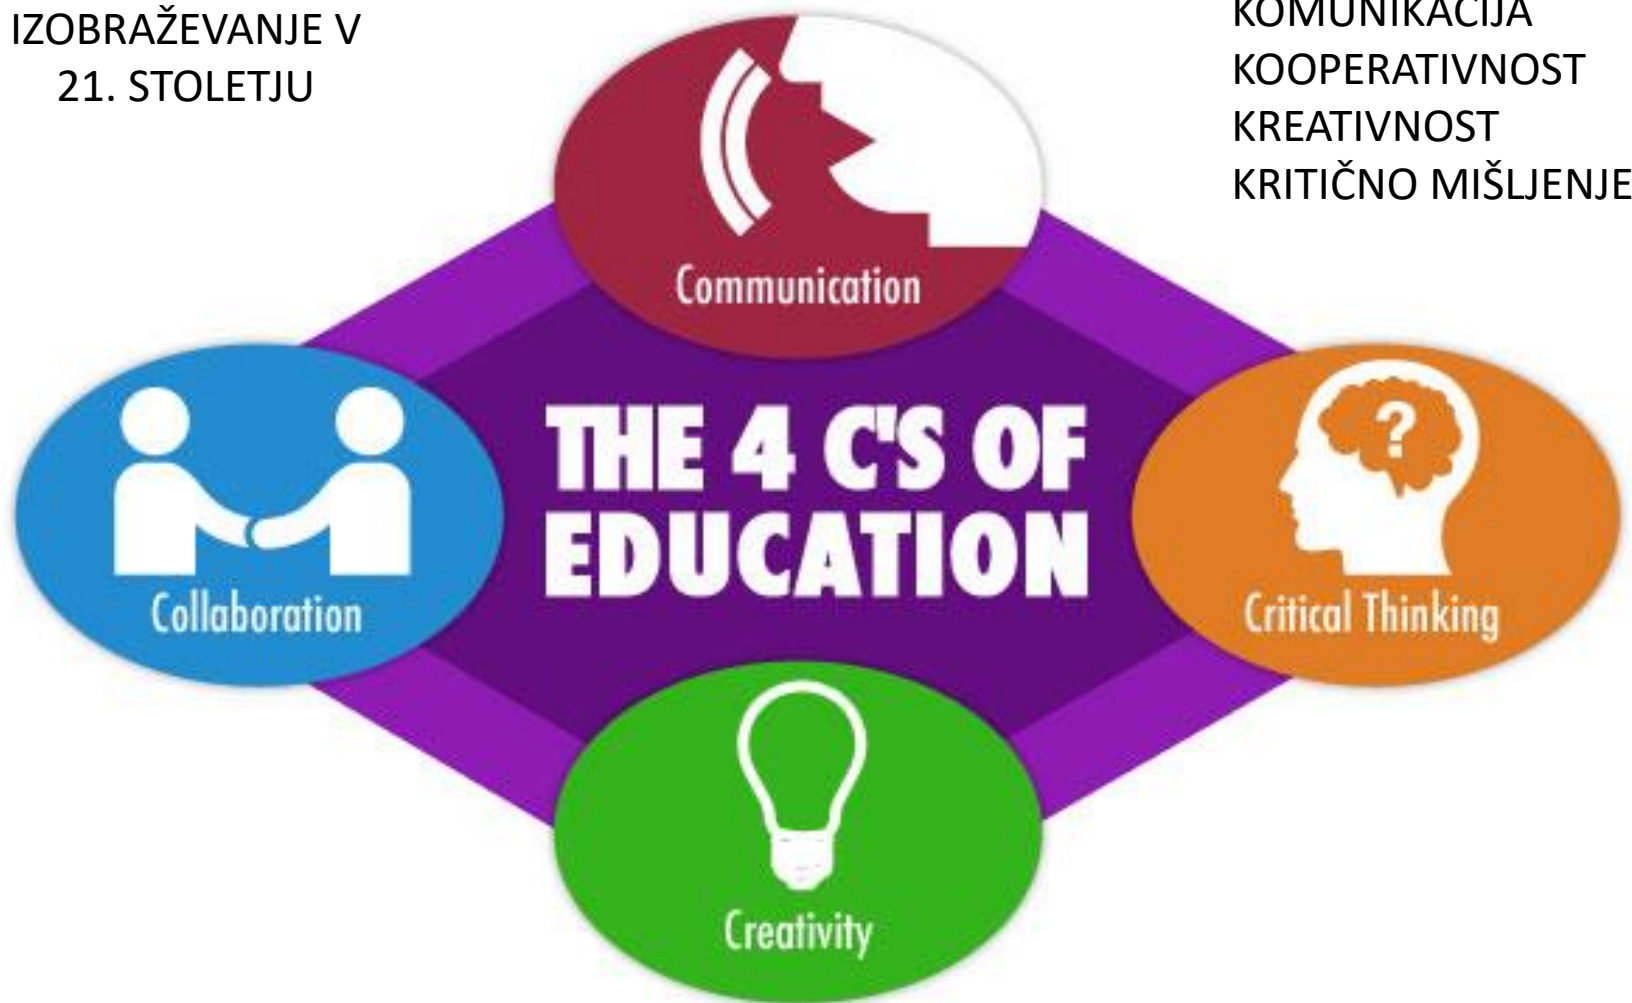 IZOBRAŽEVANJE V
21. STOLETJU
KOMUNIKACIJA
KOOPERATIVNOST
KREATIVNOST
KRITIČNO MIŠLJENJE
Communication
THE 4 C'S OF
EDUCATION
Collaboration
?
Critical Thinking
Creativity